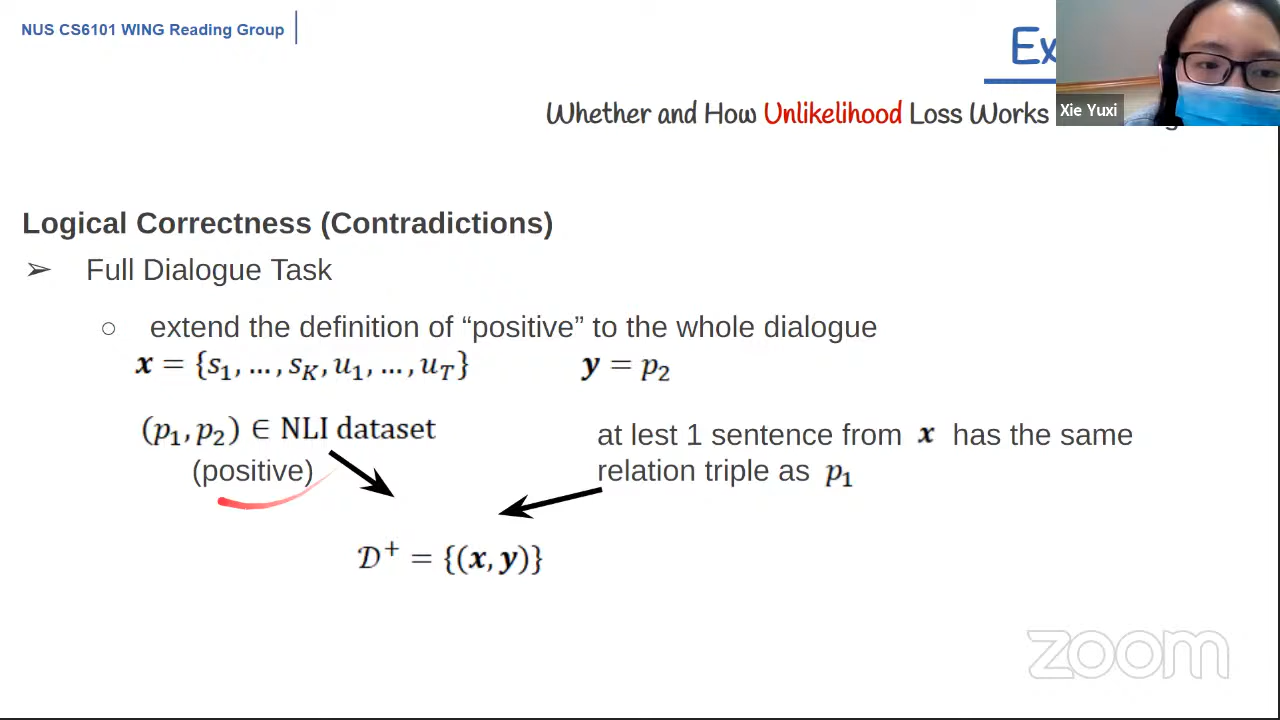 NUS CS6101 WING Reading Group
Ex
Xie Yuxi
Whether and How Unlikelihood Loss Works
Logical Correctness (Contradictions)
➢ Full Dialogue Task
○ extend the definition of “positive” to the whole dialogue
x = {s₁, …, s_K, u₁, …, u_T} y = p₂
(p₁, p₂) ∈ NLI dataset
(positive)
at lest 1 sentence from x has the same
relation triple as p₁
𝒟⁺ = {(x, y)}
zoom